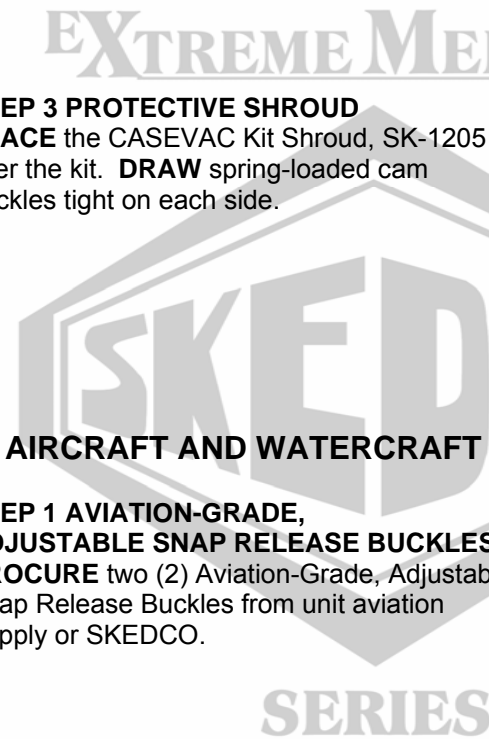 EXTREME ME
EP 3 PROTECTIVE SHROUD
ACE the CASEVAC Kit Shroud, SK-1205
er the kit. DRAW spring-loaded cam
ckles tight on each side.
SKED
AIRCRAFT AND WATERCRAFT
EP 1 AVIATION-GRADE,
DJUSTABLE SNAP RELEASE BUCKLES
ROCURE two (2) Aviation-Grade, Adjustab
ap Release Buckles from unit aviation
pply or SKEDCO.
SERIES